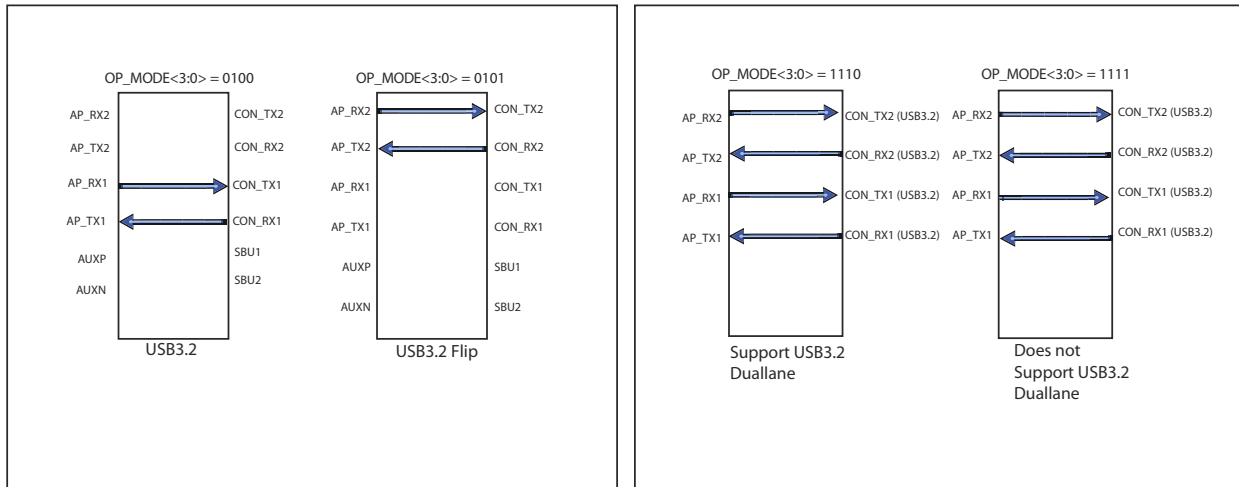 OP_MODE<3:0> = 0100
AP_RX2
CON_TX2
AP_TX2
CON_RX2
AP_RX1
CON_TX1
AP_TX1
CON_RX1
AUXP
SBU1
AUXN
SBU2
USB3.2
OP_MODE<3:0> = 0101
AP_RX2
CON_TX2
AP_TX2
CON_RX2
AP_RX1
CON_TX1
AP_TX1
CON_RX1
AUXP
SBU1
AUXN
SBU2
USB3.2 Flip
OP_MODE<3:0> = 1110
AP_RX2
CON_TX2 (USB3.2)
AP_TX2
CON_RX2 (USB3.2)
AP_RX1
CON_TX1 (USB3.2)
AP_TX1
CON_RX1 (USB3.2)
Support USB3.2
Duallane
OP_MODE<3:0> = 1111
AP_RX2
CON_TX2 (USB3.2)
AP_TX2
CON_RX2 (USB3.2)
AP_RX1
CON_TX1 (USB3.2)
AP_TX1
CON_RX1 (USB3.2)
Does not
Support USB3.2
Duallane